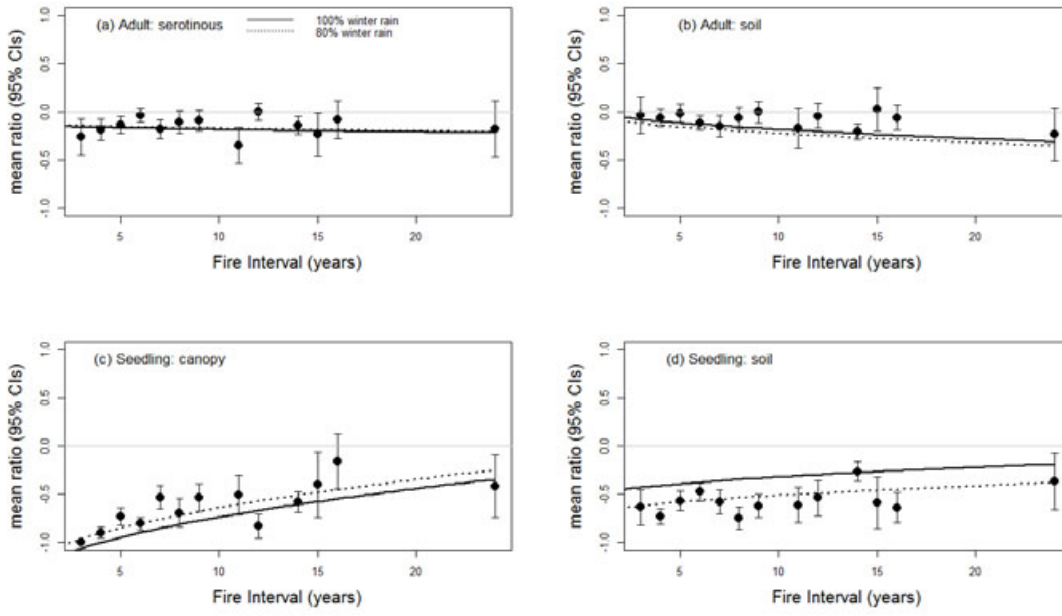 (a) Adult: serotinous
100% winter rain
80% winter rain
mean ratio (95% CIs)
1.0
0.5
0.0
-0.5
-1.0
5 10 15 20
Fire Interval (years)
(b) Adult: soil
mean ratio (95% CIs)
1.0
0.5
0.0
-0.5
-1.0
5 10 15 20
Fire Interval (years)
(c) Seedling: canopy
mean ratio (95% CIs)
1.0
0.5
0.0
-0.5
-1.0
5 10 15 20
Fire Interval (years)
(d) Seedling: soil
mean ratio (95% CIs)
1.0
0.5
0.0
-0.5
-1.0
5 10 15 20
Fire Interval (years)